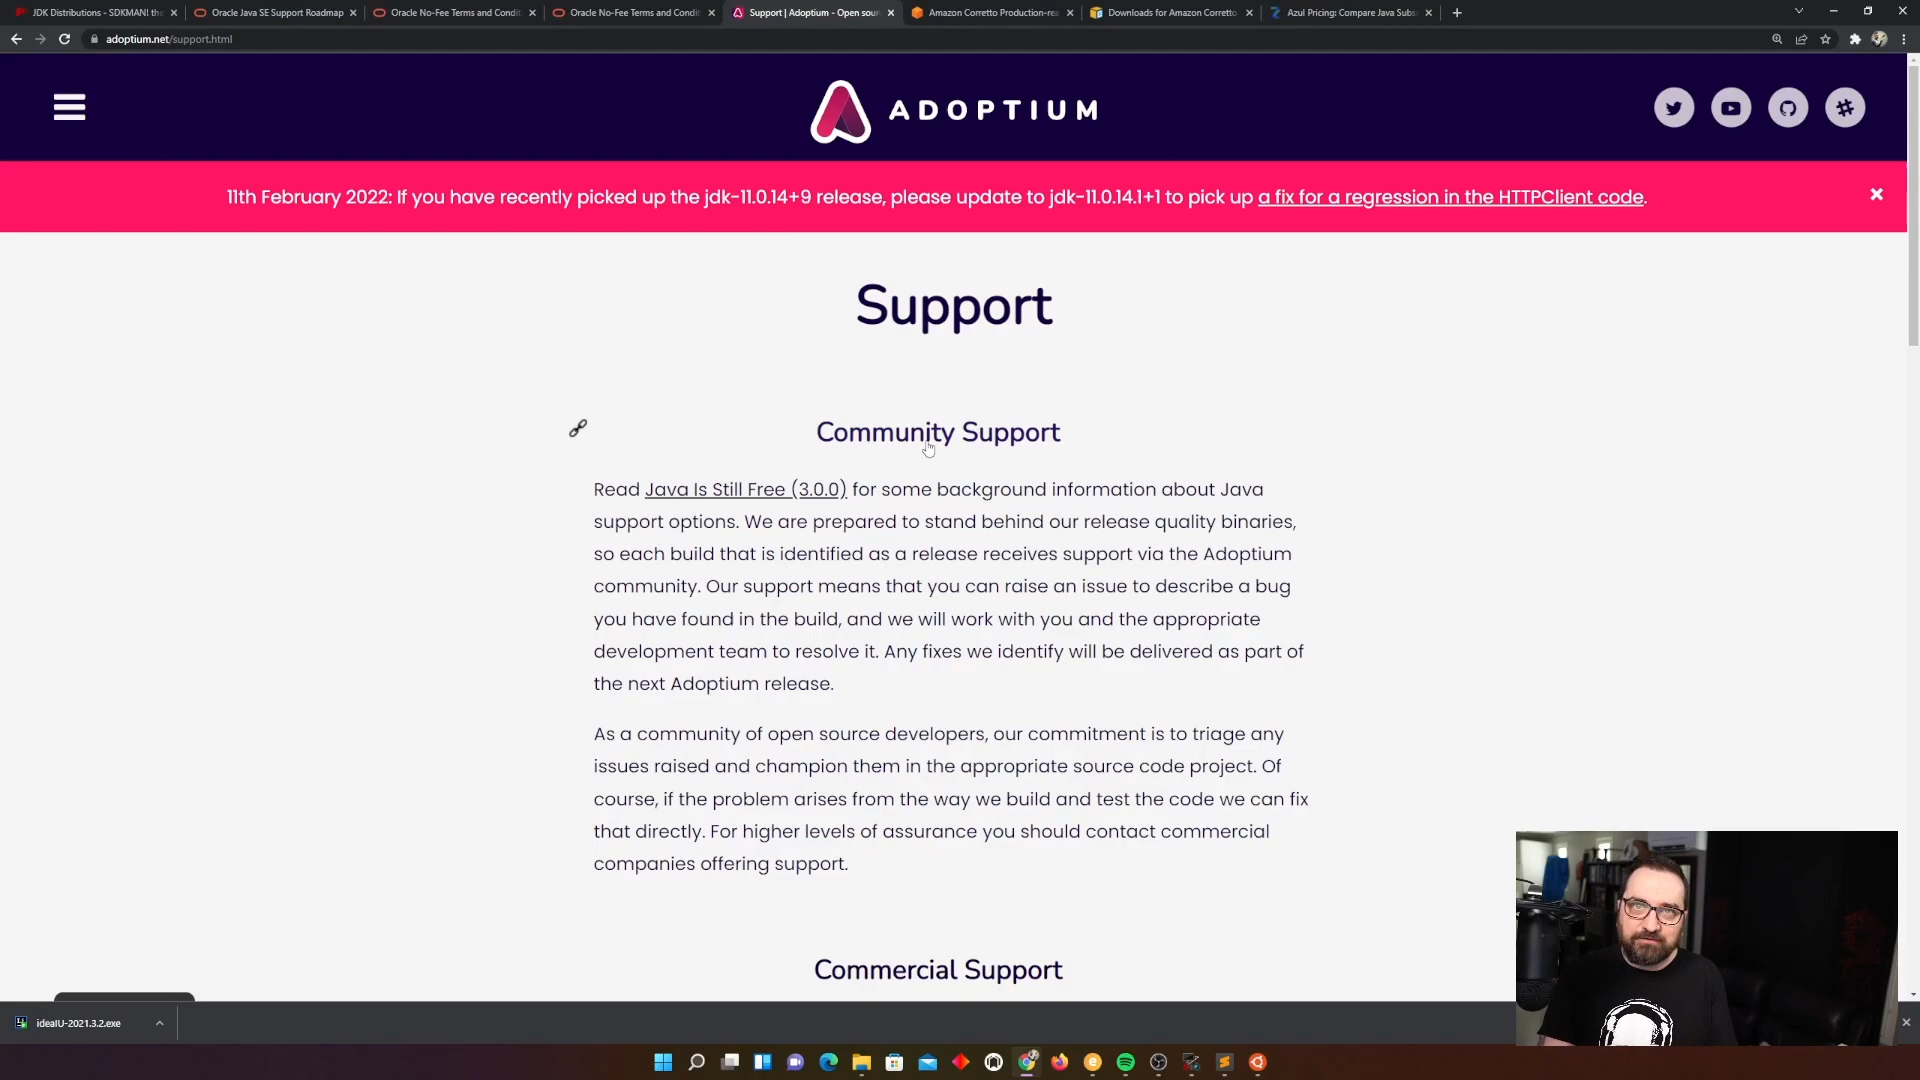 JDK Distributions - SDKMAN! the
Oracle Java SE Support Roadmap
Oracle No-Fee Terms and Condit
Oracle No-Fee Terms and Condit
Support | Adoptium - Open sour
Amazon Corretto Production-rea
Downloads for Amazon Corretto
Azul Pricing: Compare Java Subs
adoptium.net/support.html
ADOPTIUM
11th February 2022: If you have recently picked up the jdk-11.0.14+9 release, please update to jdk-11.0.14.1+1 to pick up a fix for a regression in the HTTPClient code.
Support
Community Support
Read Java Is Still Free (3.0.0) for some background information about Java
support options. We are prepared to stand behind our release quality binaries,
so each build that is identified as a release receives support via the Adoptium
community. Our support means that you can raise an issue to describe a bug
you have found in the build, and we will work with you and the appropriate
development team to resolve it. Any fixes we identify will be delivered as part of
the next Adoptium release.
As a community of open source developers, our commitment is to triage any
issues raised and champion them in the appropriate source code project. Of
course, if the problem arises from the way we build and test the code we can fix
that directly. For higher levels of assurance you should contact commercial
companies offering support.
Commercial Support
ideaIU-2021.3.2.exe